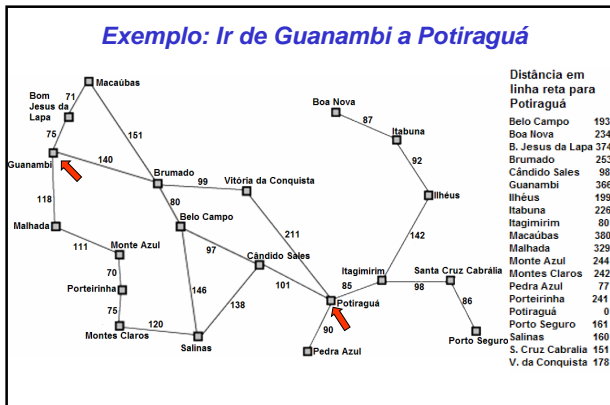 Exemplo: Ir de Guanambi a Potiraguá
Macaúbas
Bom
Jesus da
Lapa
71
75
Guanambi
140
151
118
Malhada
111
Monte Azul
70
Porteirinha
75
Montes Claros
120
Salinas
Brumado
99
80
Vitória da Conquista
Belo Campo
97
146
138
Cândido Sales
101
211
Potiraguá
85
90
Pedra Azul
Itagimirim
98
Santa Cruz Cabrália
86
Porto Seguro
142
Ilhéus
92
Itabuna
87
Boa Nova
Distância em
linha reta para
Potiraguá
Belo Campo 193
Boa Nova 234
B. Jesus da Lapa 374
Brumado 253
Cândido Sales 98
Guanambi 366
Ilhéus 199
Itabuna 226
Itagimirim 80
Macaúbas 380
Malhada 329
Monte Azul 244
Montes Claros 242
Pedra Azul 77
Porteirinha 241
Potiraguá 0
Porto Seguro 161
Salinas 160
S. Cruz Cabralia 151
V. da Conquista 178